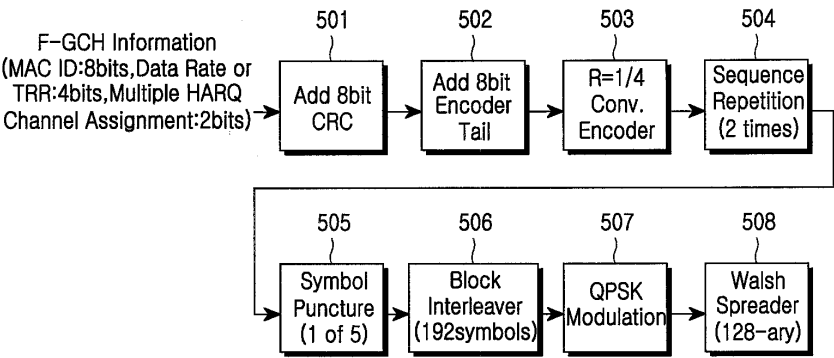 F-GCH Information
(MAC ID:8bits,Data Rate or
TRR:4bits,Multiple HARQ
Channel Assignment:2bits)
501
Add 8bit
CRC
502
Add 8bit
Encoder
Tail
503
R=1/4
Conv.
Encoder
504
Sequence
Repetition
(2 times)
505
Symbol
Puncture
(1 of 5)
506
Block
Interleaver
(192symbols)
507
QPSK
Modulation
508
Walsh
Spreader
(128-ary)